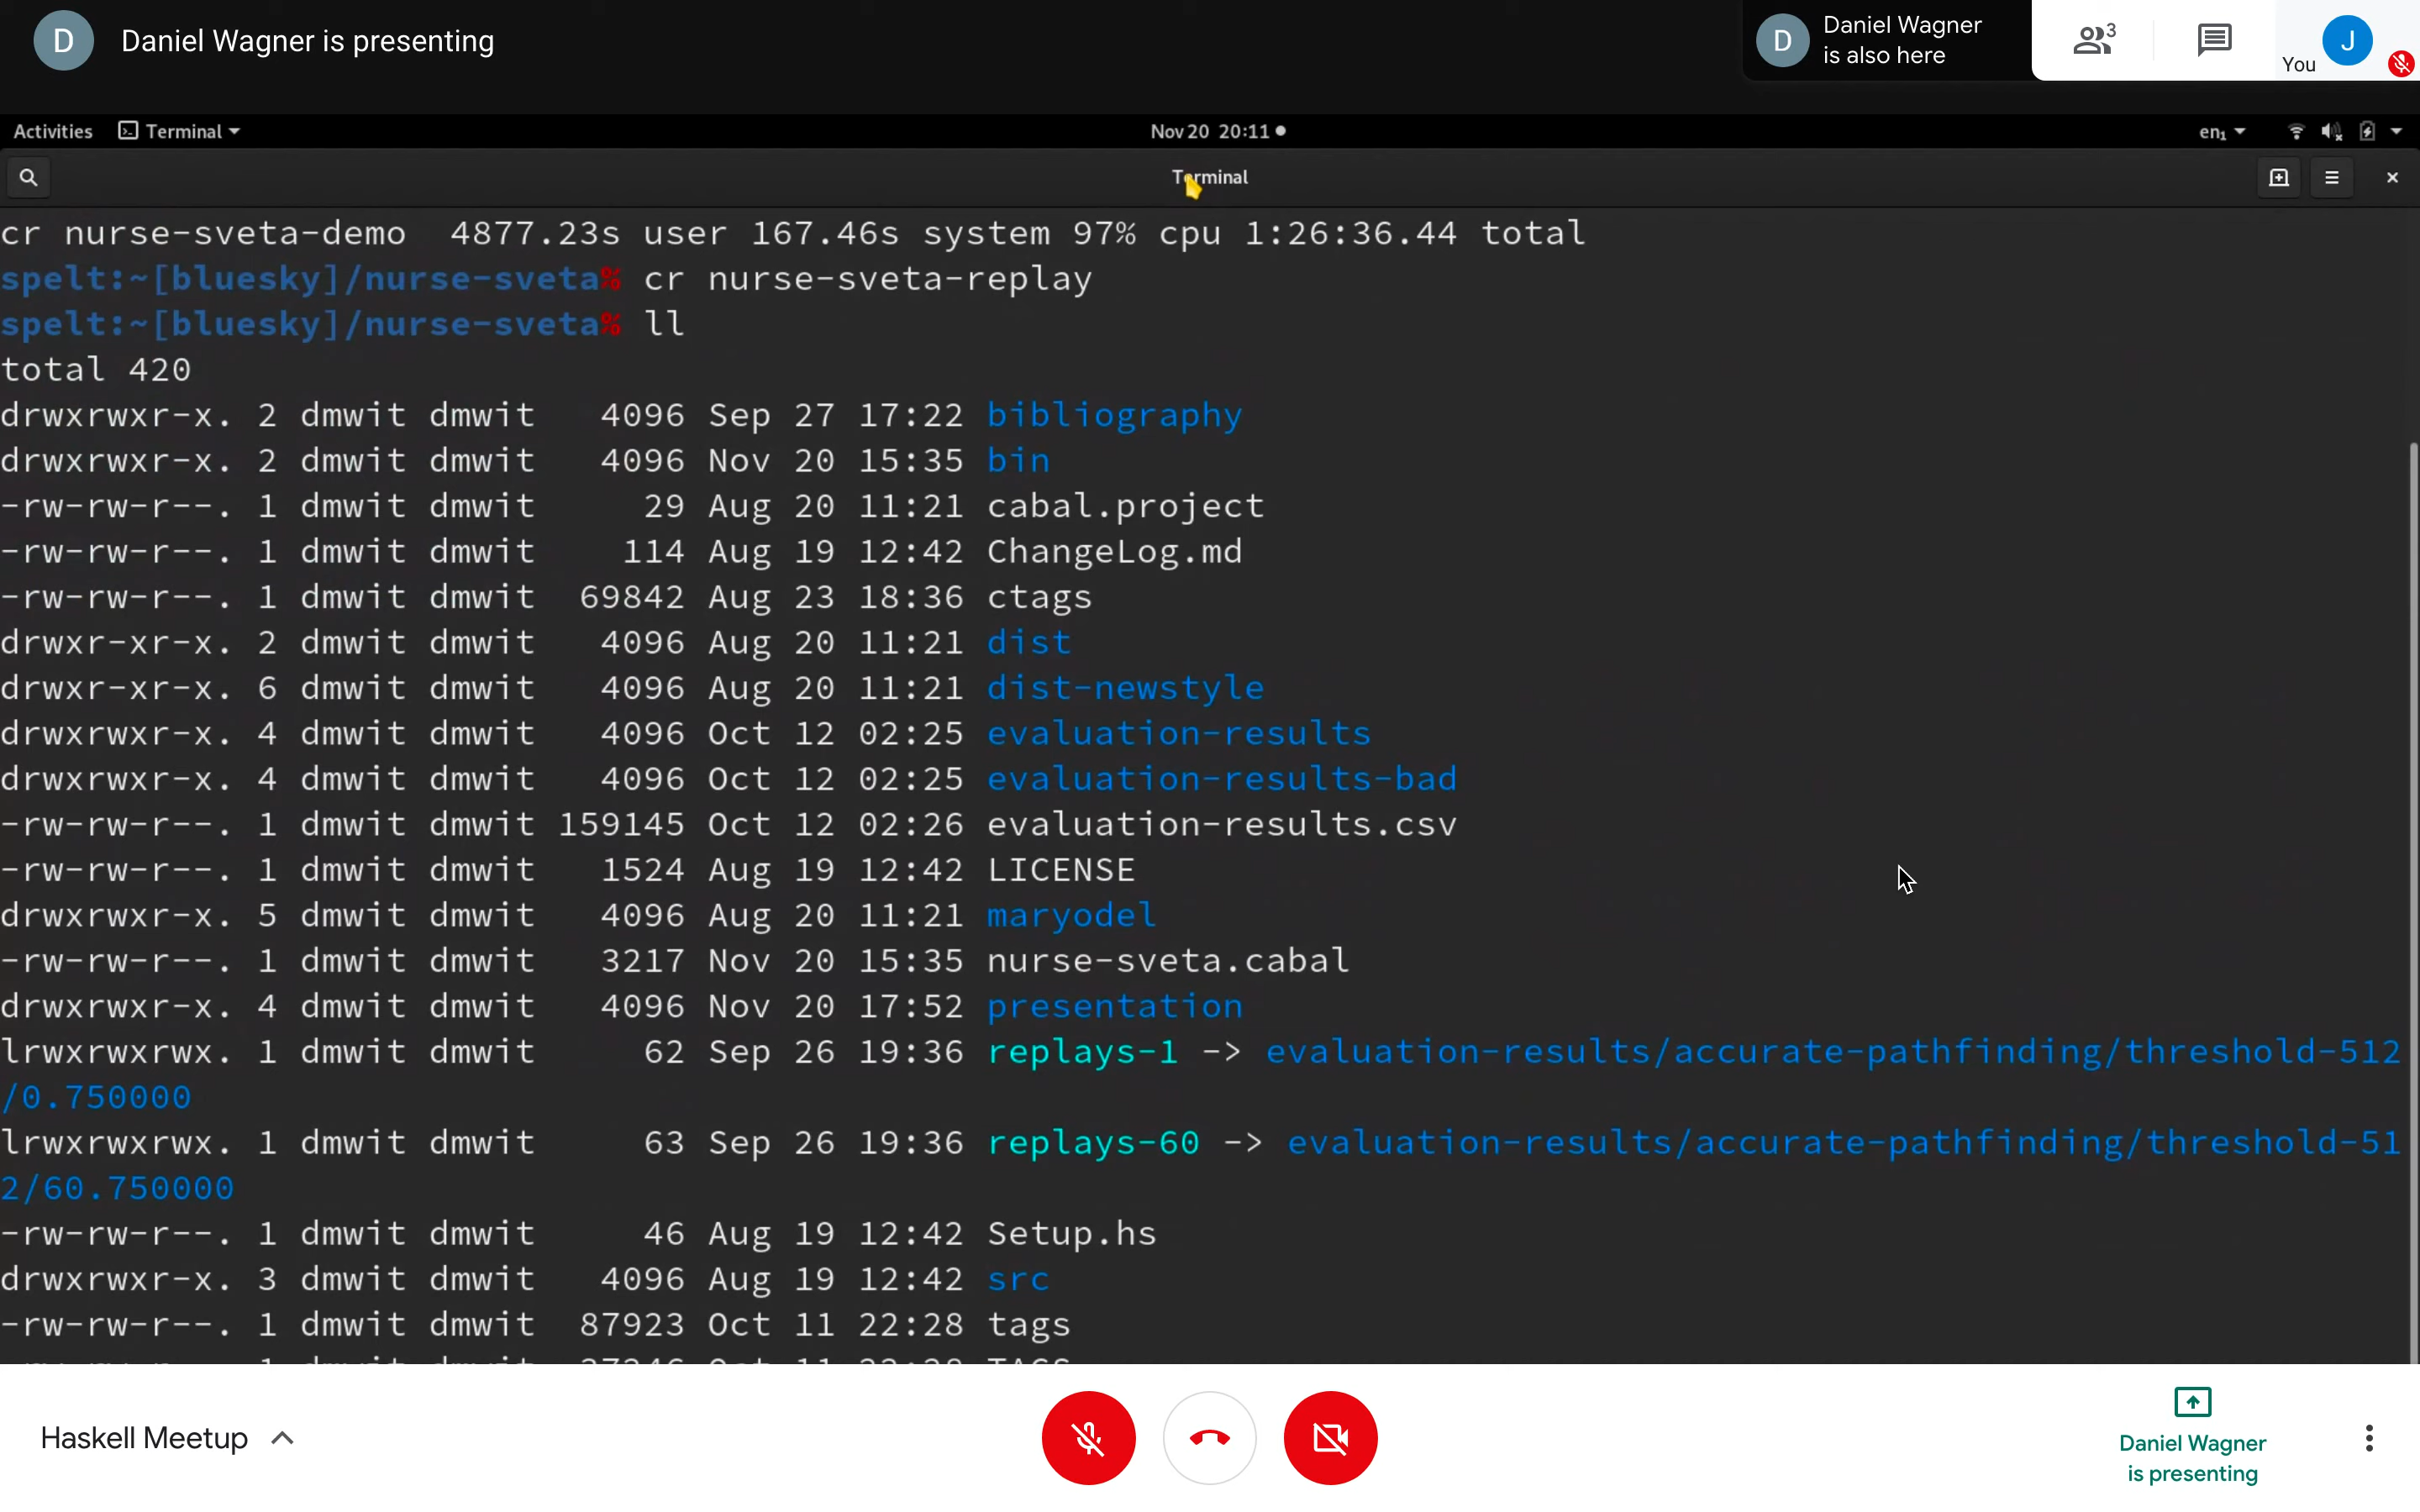 D Daniel Wagner is presenting
D Daniel Wagner is also here
3
You J
Activities Terminal Nov 20 20:11 en1
Terminal
cr nurse-sveta-demo  4877.23s user 167.46s system 97% cpu 1:26:36.44 total
spelt:~[bluesky]/nurse-sveta% cr nurse-sveta-replay
spelt:~[bluesky]/nurse-sveta% ll
total 420
drwxrwxr-x. 2 dmwit dmwit   4096 Sep 27 17:22 bibliography
drwxrwxr-x. 2 dmwit dmwit   4096 Nov 20 15:35 bin
-rw-rw-r--. 1 dmwit dmwit     29 Aug 20 11:21 cabal.project
-rw-rw-r--. 1 dmwit dmwit    114 Aug 19 12:42 ChangeLog.md
-rw-rw-r--. 1 dmwit dmwit  69842 Aug 23 18:36 ctags
drwxr-xr-x. 2 dmwit dmwit   4096 Aug 20 11:21 dist
drwxr-xr-x. 6 dmwit dmwit   4096 Aug 20 11:21 dist-newstyle
drwxrwxr-x. 4 dmwit dmwit   4096 Oct 12 02:25 evaluation-results
drwxrwxr-x. 4 dmwit dmwit   4096 Oct 12 02:25 evaluation-results-bad
-rw-rw-r--. 1 dmwit dmwit 159145 Oct 12 02:26 evaluation-results.csv
-rw-rw-r--. 1 dmwit dmwit   1524 Aug 19 12:42 LICENSE
drwxrwxr-x. 5 dmwit dmwit   4096 Aug 20 11:21 maryodel
-rw-rw-r--. 1 dmwit dmwit   3217 Nov 20 15:35 nurse-sveta.cabal
drwxrwxr-x. 4 dmwit dmwit   4096 Nov 20 17:52 presentation
lrwxrwxrwx. 1 dmwit dmwit     62 Sep 26 19:36 replays-1 -> evaluation-results/accurate-pathfinding/threshold-512
/0.750000
lrwxrwxrwx. 1 dmwit dmwit     63 Sep 26 19:36 replays-60 -> evaluation-results/accurate-pathfinding/threshold-51
2/60.750000
-rw-rw-r--. 1 dmwit dmwit     46 Aug 19 12:42 Setup.hs
drwxrwxr-x. 3 dmwit dmwit   4096 Aug 19 12:42 src
-rw-rw-r--. 1 dmwit dmwit  87923 Oct 11 22:28 tags
Haskell Meetup
Daniel Wagner
is presenting